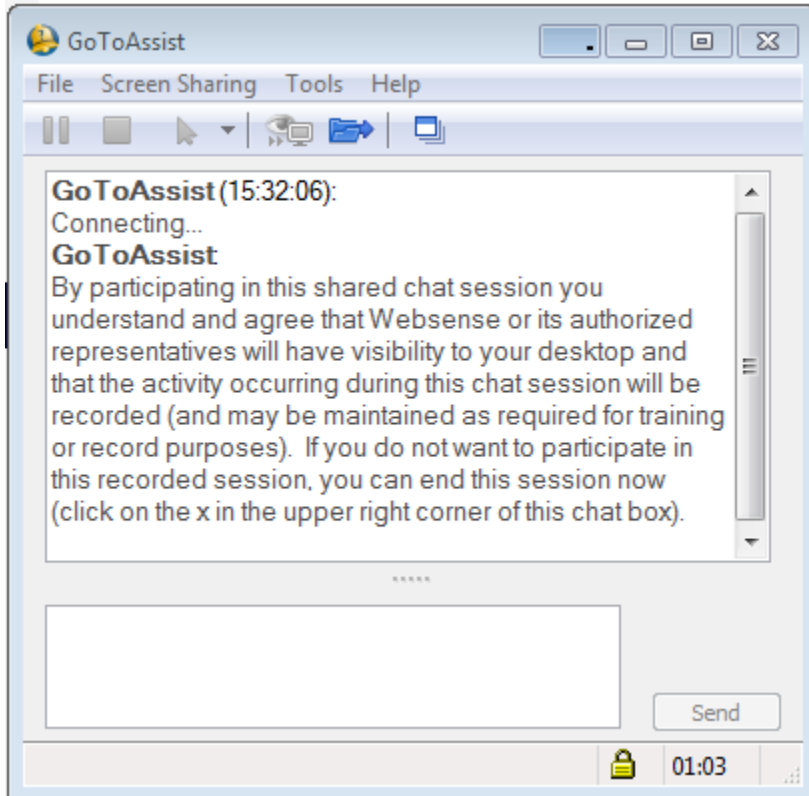 GoToAssist
File Screen Sharing Tools Help
GoToAssist (15:32:06):
Connecting...
GoToAssist:
By participating in this shared chat session you
understand and agree that Websense or its authorized
representatives will have visibility to your desktop and
that the activity occurring during this chat session will be
recorded (and may be maintained as required for training
or record purposes). If you do not want to participate in
this recorded session, you can end this session now
(click on the x in the upper right corner of this chat box).
Send
01:03